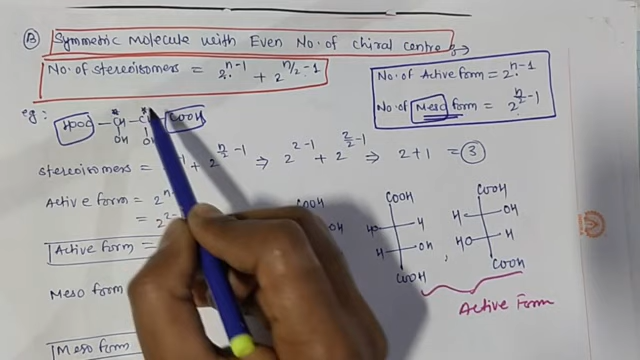 B Symmetric Molecule with Even No. of chiral centre
No. of stereoisomers = 2^n-1 + 2^n/2-1
No. of Active form = 2^n-1
No. of Meso form = 2^n/2-1
eg: HOOC - CH - C COOH
OH OH
stereoisomers = -1 + 2^n/2-1 ⇒ 2^2-1 + 2^2/2-1 ⇒ 2+1 = 3
Active form = 2^n-
= 2^2-
Active form =
Meso form
Meso form
COOH
H
H
OH
COOH
,
COOH
H OH
HO H
COOH
Active Form